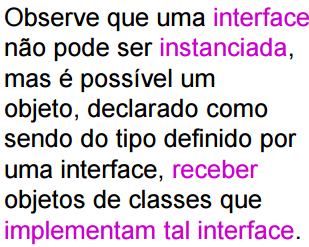 Observe que uma interface
não pode ser instanciada,
mas é possível um
objeto, declarado como
sendo do tipo definido por
uma interface, receber
objetos de classes que
implementam tal interface.